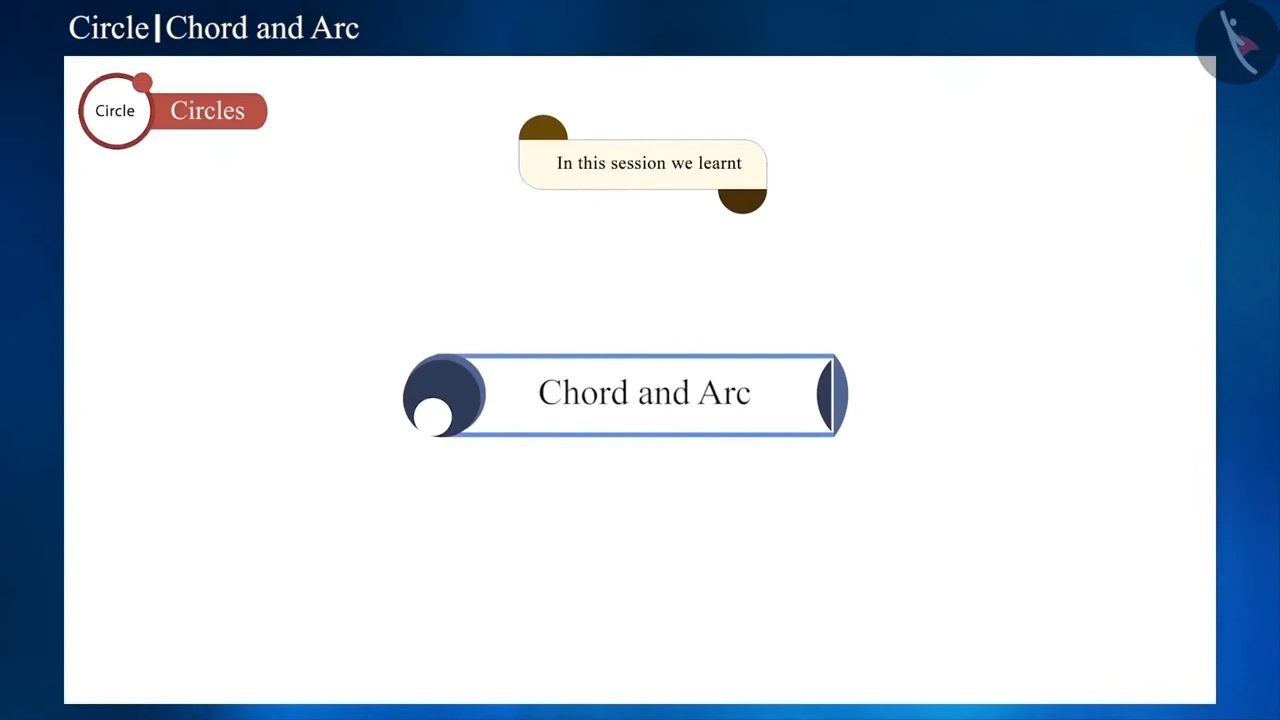 Circle|Chord and Arc
Circle
Circles
In this session we learnt
Chord and Arc